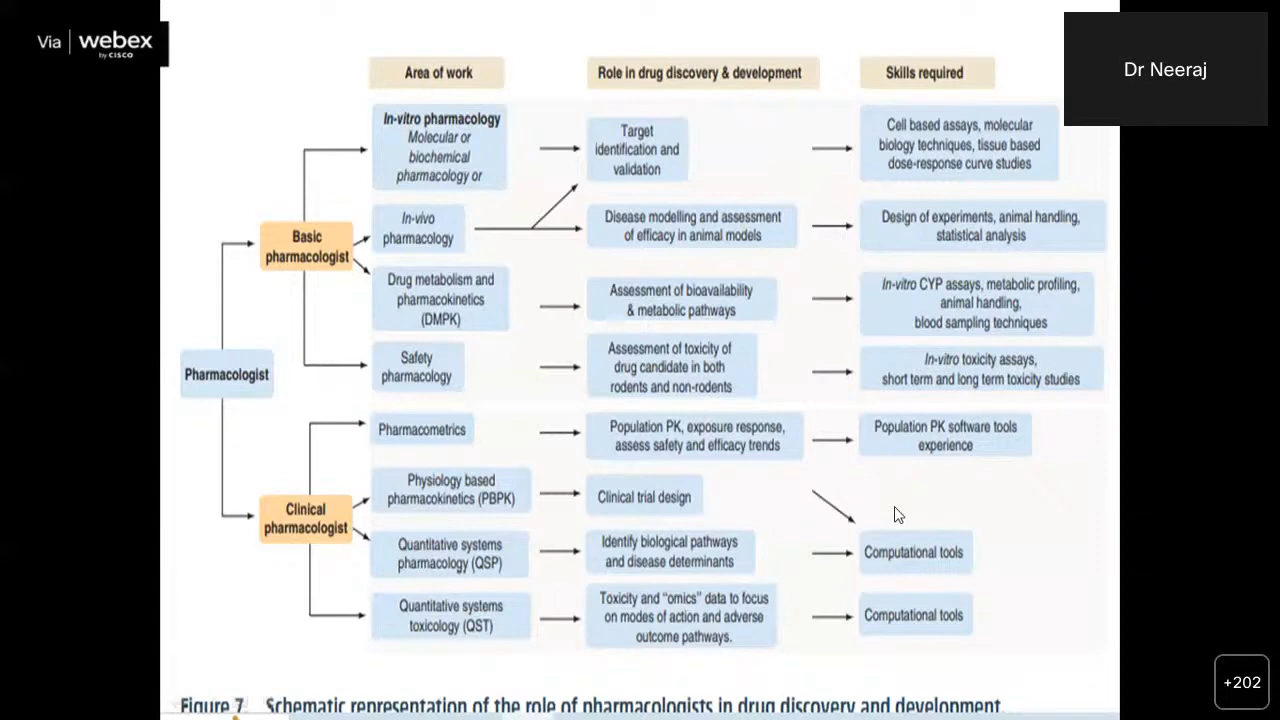 Via webex
by CISCO
Dr Neeraj
Area of work
Role in drug discovery & development
Skills required
In-vitro pharmacology
Molecular or
biochemical
pharmacology or
Target
identification and
validation
Cell based assays, molecular
biology techniques, tissue based
dose-response curve studies
Basic
pharmacologist
In-vivo
pharmacology
Disease modelling and assessment
of efficacy in animal models
Design of experiments, animal handling,
statistical analysis
Drug metabolism and
pharmacokinetics
(DMPK)
Assessment of bioavailability
& metabolic pathways
In-vitro CYP assays, metabolic profiling,
animal handling,
blood sampling techniques
Safety
pharmacology
Assessment of toxicity of
drug candidate in both
rodents and non-rodents
In-vitro toxicity assays,
short term and long term toxicity studies
Pharmacologist
Pharmacometrics
Population PK, exposure response,
assess safety and efficacy trends
Population PK software tools
experience
Clinical
pharmacologist
Physiology based
pharmacokinetics (PBPK)
Clinical trial design
Quantitative systems
pharmacology (QSP)
Identify biological pathways
and disease determinants
Computational tools
Quantitative systems
toxicology (QST)
Toxicity and “omics” data to focus
on modes of action and adverse
outcome pathways.
Computational tools
+202
Figure 7 Schematic representation of the role of pharmacologists in drug discovery and development.